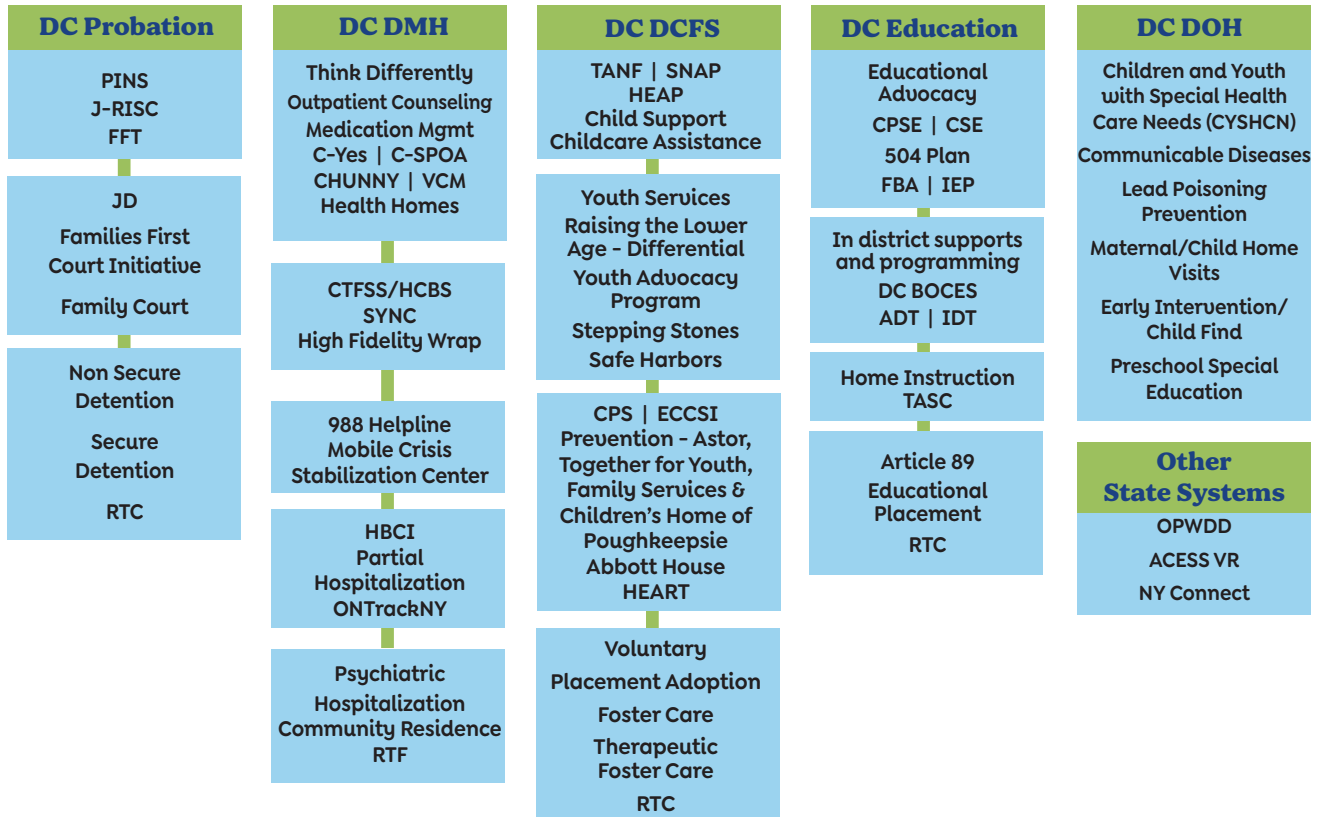 DC Probation
PINS
J-RISC
FFT
JD
Families First
Court Initiative
Family Court
Non Secure
Detention
Secure
Detention
RTC
DC DMH
Think Differently
Outpatient Counseling
Medication Mgmt
C-Yes | C-SPOA
CHUNNY | VCM
Health Homes
CTFSS/HCBS
SYNC
High Fidelity Wrap
988 Helpline
Mobile Crisis
Stabilization Center
HBCI
Partial
Hospitalization
ONTrackNY
Psychiatric
Hospitalization
Community Residence
RTF
DC DCFS
TANF | SNAP
HEAP
Child Support
Childcare Assistance
Youth Services
Raising the Lower
Age - Differential
Youth Advocacy
Program
Stepping Stones
Safe Harbors
CPS | ECCSI
Prevention - Astor,
Together for Youth,
Family Services &
Children's Home of
Poughkeepsie
Abbott House
HEART
Voluntary
Placement Adoption
Foster Care
Therapeutic
Foster Care
RTC
DC Education
Educational
Advocacy
CPSE | CSE
504 Plan
FBA | IEP
In district supports
and programming
DC BOCES
ADT | IDT
Home Instruction
TASC
Article 89
Educational
Placement
RTC
DC DOH
Children and Youth
with Special Health
Care Needs (CYSHCN)
Communicable Diseases
Lead Poisoning
Prevention
Maternal/Child Home
Visits
Early Intervention/
Child Find
Preschool Special
Education
Other
State Systems
OPWDD
ACESS VR
NY Connect